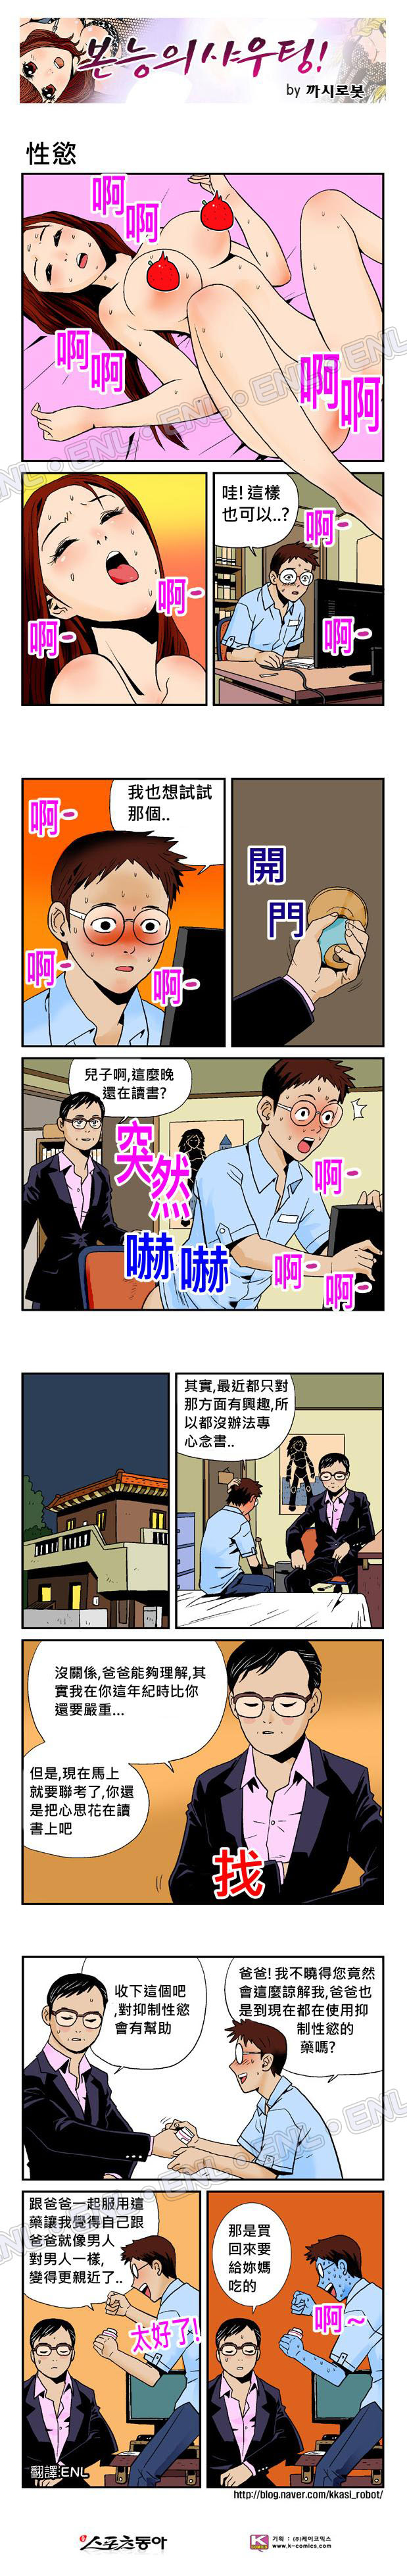 본능의샤우팅!
by 까시로봇
性慾
啊啊
啊啊
啊啊
哇! 這樣
也可以..?
啊-
啊-
啊-
啊-
我也想試試
那個..
啊-
啊-
啊-
開門
兒子啊,這麼晚
還在讀書?
突然
嚇嚇
啊-
啊-
啊-
其實,最近都只對
那方面有興趣,所
以都沒辦法專
心念書..
沒關係,爸爸能夠理解,其
實我在你這年紀時比你
還要嚴重...
但是,現在馬上
就要聯考了,你還
是把心思花在讀
書上吧
找
收下這個吧
,對抑制性慾
會有幫助
爸爸! 我不曉得您竟然
會這麼諒解我,爸爸也
是到現在都在使用抑
制性慾的
藥嗎?
跟爸爸一起服用這
藥讓我覺得自己跟
爸爸就像男人
對男人一樣,
變得更親近了..
太好了!
那是買
回來要
給妳媽
吃的
啊~
翻譯:ENL
http://blog.naver.com/kkasi_robot/
스포츠동아
K COMICS
기획 : (주)케이코믹스
www.k-comics.com
ENL ENL ENL ENL
ENL ENL ENL ENL